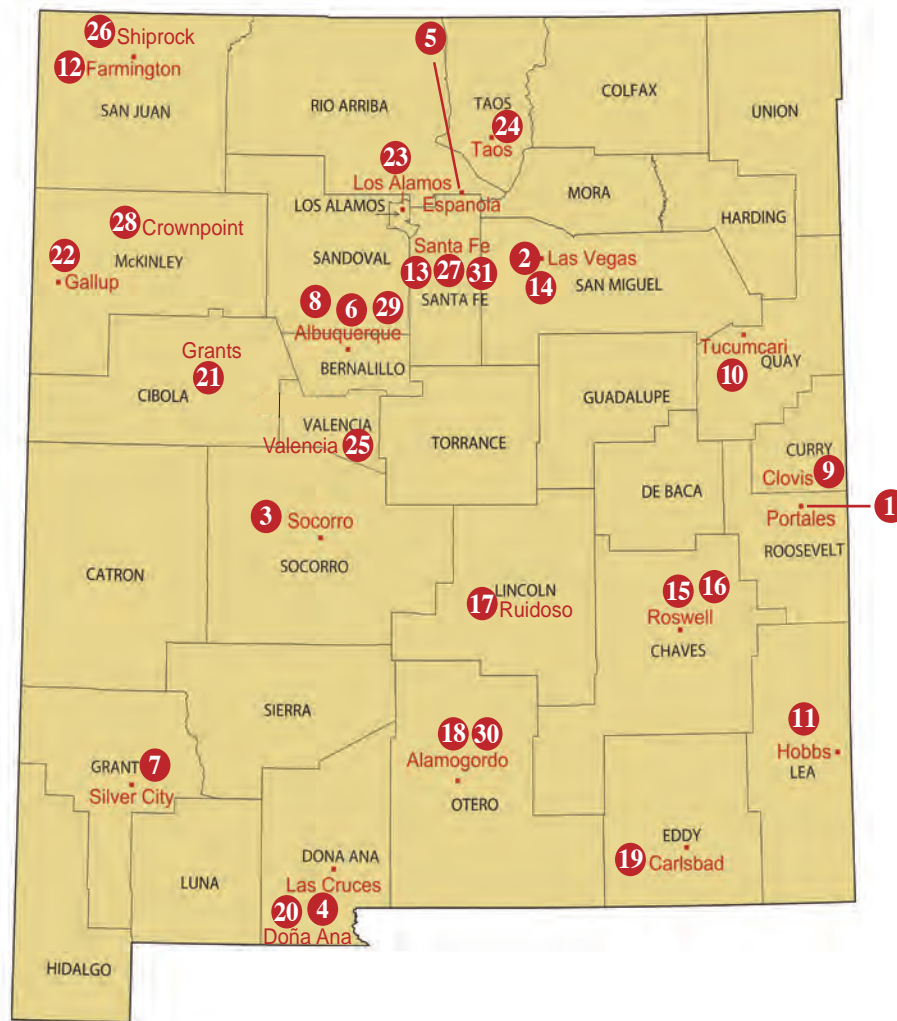 26 Shiprock
5
12 Farmington
SAN JUAN
RIO ARRIBA
TAOS
24
Taos
COLFAX
UNION
23
Los Alamos
LOS ALAMOS
Espanola
MORA
HARDING
28 Crownpoint
McKINLEY
22
Gallup
SANDOVAL
Santa Fe
13 27 31
SANTA FE
2 Las Vegas
14 SAN MIGUEL
8 6 29
Albuquerque
BERNALILLO
Tucumcari
QUAY
10
Grants
21
CIBOLA
GUADALUPE
VALENCIA
Valencia 25
TORRANCE
CURRY
Clovis 9
DE BACA
3 Socorro
SOCORRO
1
Portales
ROOSEVELT
CATRON
LINCOLN
17 Ruidoso
15 16
Roswell
CHAVES
SIERRA
18 30
Alamogordo
OTERO
11
Hobbs
LEA
GRANT 7
Silver City
EDDY
19 Carlsbad
LUNA
DONA ANA
Las Cruces
20 4
Doña Ana
HIDALGO